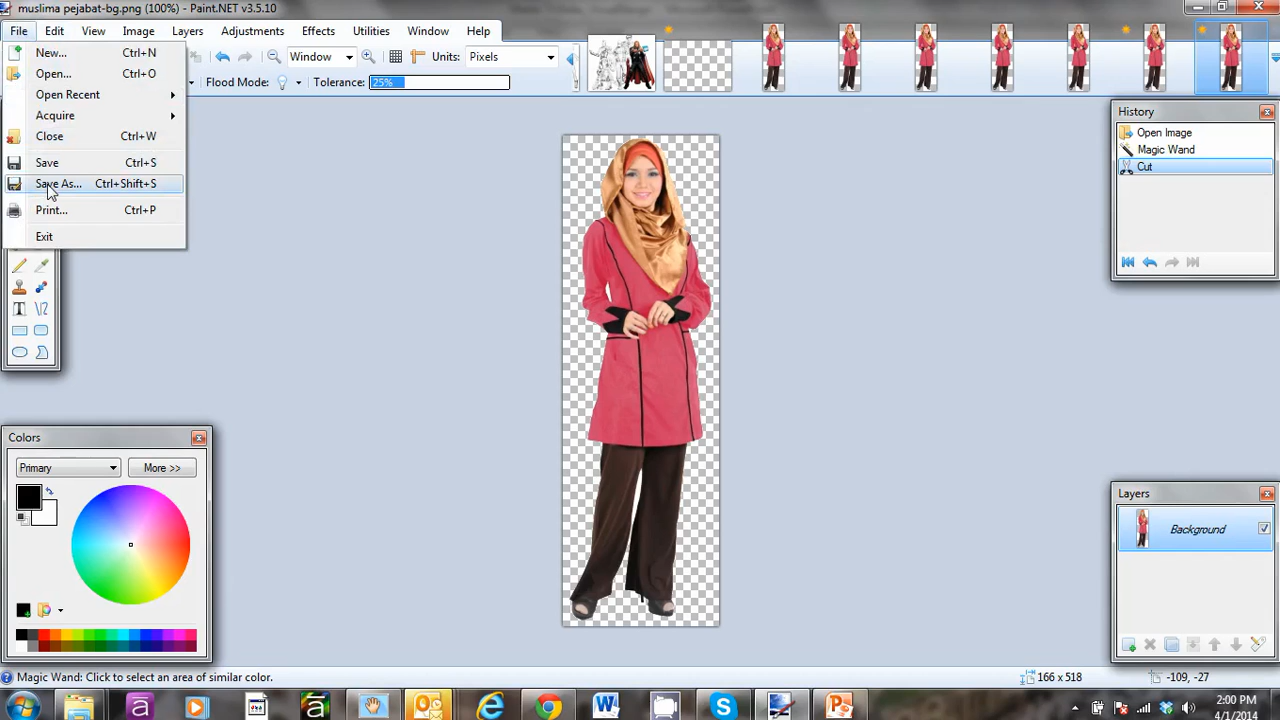 muslima pejabat-bg.png (100%) - Paint.NET v3.5.10
File Edit View Image Layers Adjustments Effects Utilities Window Help
New... Ctrl+N
Open... Ctrl+O
Open Recent
Acquire
Close Ctrl+W
Save Ctrl+S
Save As... Ctrl+Shift+S
Print... Ctrl+P
Exit
Window Units: Pixels
Flood Mode: Tolerance: 25%
History
Open Image
Magic Wand
Cut
Colors
Primary More >>
Layers
Background
Magic Wand: Click to select an area of similar color. 166 x 518 -109, -27
2:00 PM
4/1/2014